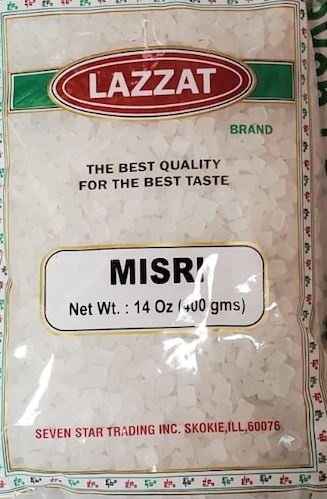 LAZZAT
BRAND
THE BEST QUALITY
FOR THE BEST TASTE
MISRI
Net Wt. : 14 Oz (400 gms)
SEVEN STAR TRADING INC. SKOKIE,ILL,60076